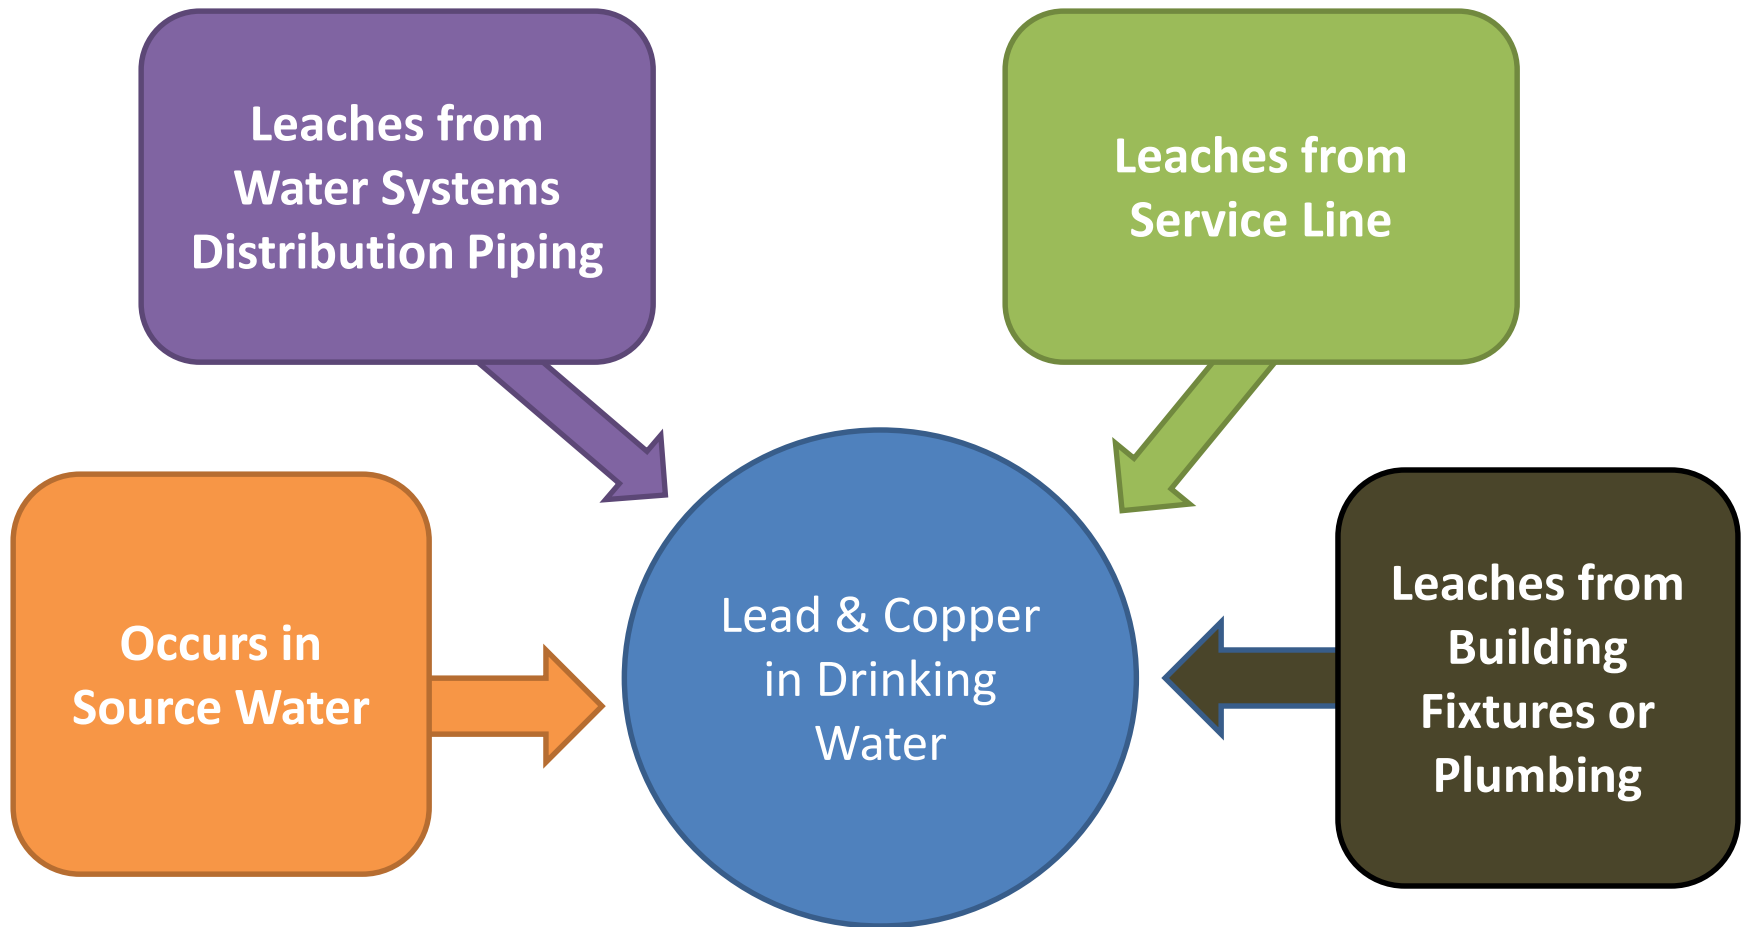 Leaches from
Water Systems
Distribution Piping
Leaches from
Service Line
Occurs in
Source Water
Lead & Copper
in Drinking
Water
Leaches from
Building
Fixtures or
Plumbing